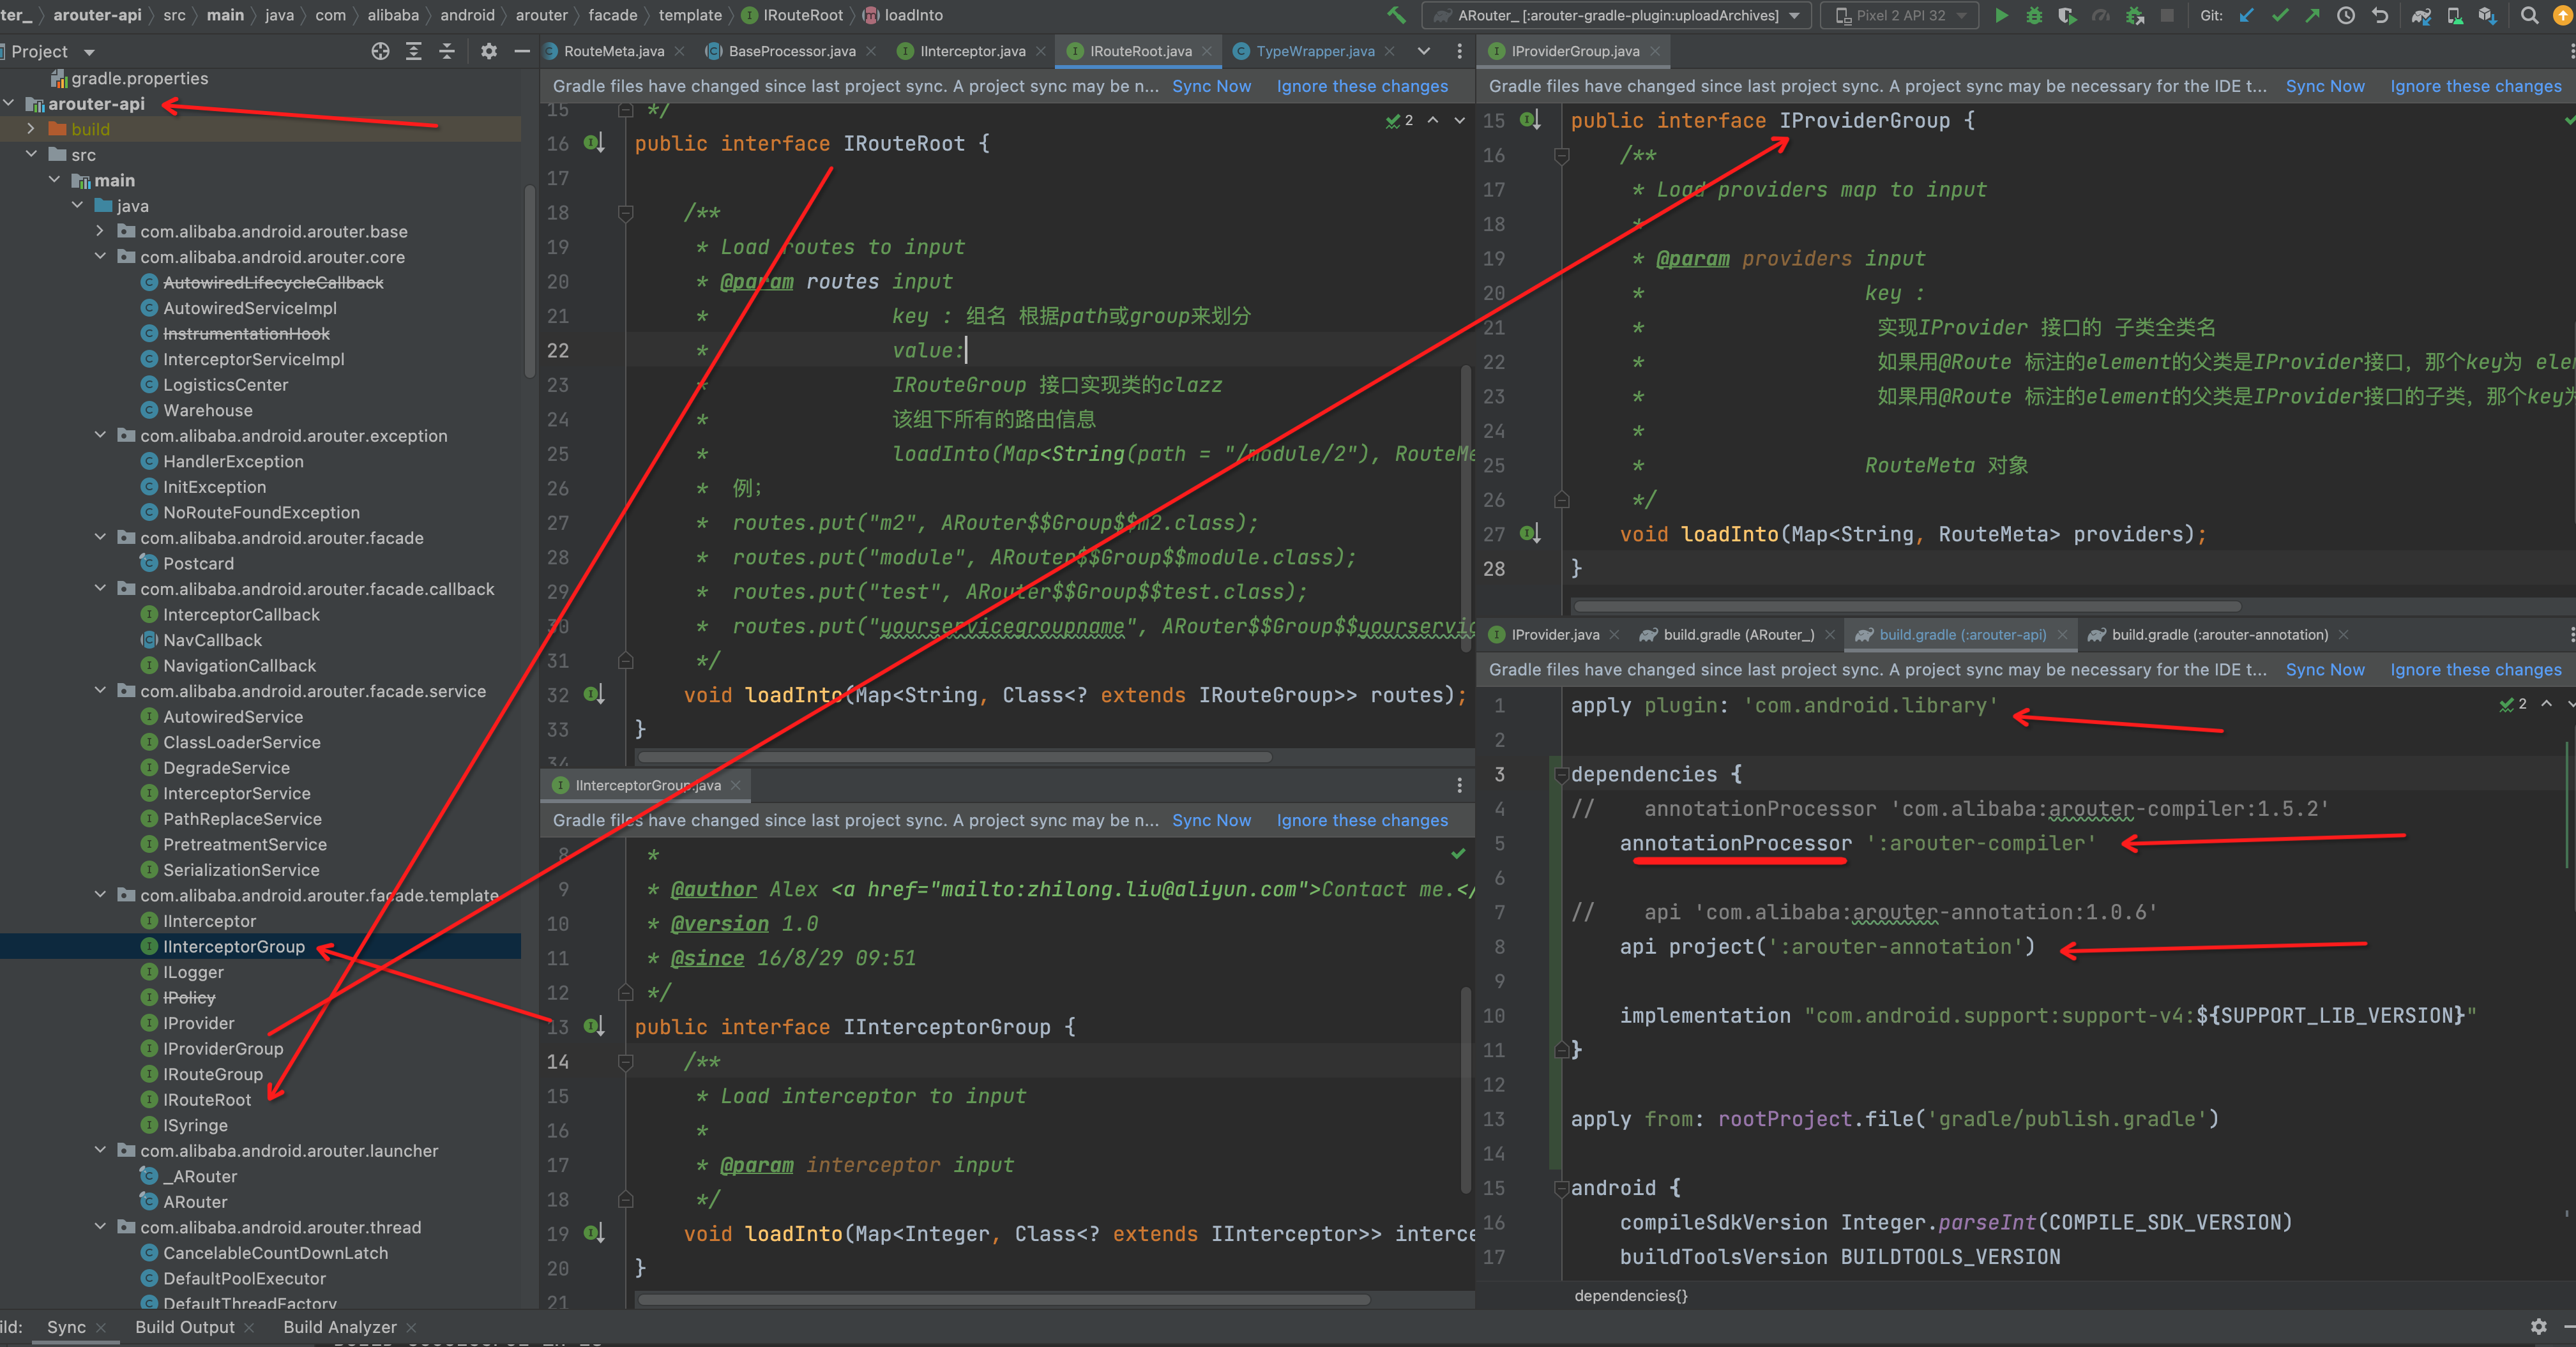 ter_ › arouter-api › src › main › java › com › alibaba › android › arouter › facade › template › IRouteRoot › loadInto
ARouter_ [:arouter-gradle-plugin:uploadArchives]
Pixel 2 API 32
Git:
Project
gradle.properties
arouter-api
build
src
main
java
com.alibaba.android.arouter.base
com.alibaba.android.arouter.core
AutowiredLifecycleCallback
AutowiredServiceImpl
InstrumentationHook
InterceptorServiceImpl
LogisticsCenter
Warehouse
com.alibaba.android.arouter.exception
HandlerException
InitException
NoRouteFoundException
com.alibaba.android.arouter.facade
Postcard
com.alibaba.android.arouter.facade.callback
InterceptorCallback
NavCallback
NavigationCallback
com.alibaba.android.arouter.facade.service
AutowiredService
ClassLoaderService
DegradeService
InterceptorService
PathReplaceService
PretreatmentService
SerializationService
com.alibaba.android.arouter.facade.template
IInterceptor
IInterceptorGroup
ILogger
IPolicy
IProvider
IProviderGroup
IRouteGroup
IRouteRoot
ISyringe
com.alibaba.android.arouter.launcher
_ARouter
ARouter
com.alibaba.android.arouter.thread
CancelableCountDownLatch
DefaultPoolExecutor
DefaultThreadFactory
RouteMeta.java
BaseProcessor.java
IInterceptor.java
IRouteRoot.java
TypeWrapper.java
Gradle files have changed since last project sync. A project sync may be n... Sync Now Ignore these changes
2
15 */
16 public interface IRouteRoot {
17
18 /**
19 * Load routes to input
20 * @param routes input
21 * key : 组名 根据path或group来划分
22 * value:
23 * IRouteGroup 接口实现类的clazz
24 * 该组下所有的路由信息
25 * loadInto(Map<String(path = "/module/2"), RouteMe
26 * 例;
27 * routes.put("m2", ARouter$$Group$$m2.class);
28 * routes.put("module", ARouter$$Group$$module.class);
29 * routes.put("test", ARouter$$Group$$test.class);
30 * routes.put("yourservicegroupname", ARouter$$Group$$yourservic
31 */
32 void loadInto(Map<String, Class<? extends IRouteGroup>> routes);
33 }
34
IInterceptorGroup.java
Gradle files have changed since last project sync. A project sync may be n... Sync Now Ignore these changes
8 *
9 * @author Alex <a href="mailto:zhilong.liu@aliyun.com">Contact me.</
10 * @version 1.0
11 * @since 16/8/29 09:51
12 */
13 public interface IInterceptorGroup {
14 /**
15 * Load interceptor to input
16 *
17 * @param interceptor input
18 */
19 void loadInto(Map<Integer, Class<? extends IInterceptor>> interce
20 }
21
IProviderGroup.java
Gradle files have changed since last project sync. A project sync may be necessary for the IDE t... Sync Now Ignore these changes
15 public interface IProviderGroup {
16 /**
17 * Load providers map to input
18 *
19 * @param providers input
20 * key :
21 * 实现IProvider 接口的 子类全类名
22 * 如果用@Route 标注的element的父类是IProvider接口，那个key为 elem
23 * 如果用@Route 标注的element的父类是IProvider接口的子类，那个key为
24 *
25 * RouteMeta 对象
26 */
27 void loadInto(Map<String, RouteMeta> providers);
28 }
IProvider.java
build.gradle (ARouter_)
build.gradle (:arouter-api)
build.gradle (:arouter-annotation)
Gradle files have changed since last project sync. A project sync may be necessary for the IDE t... Sync Now Ignore these changes
2
1 apply plugin: 'com.android.library'
2
3 dependencies {
4 // annotationProcessor 'com.alibaba:arouter-compiler:1.5.2'
5 annotationProcessor ':arouter-compiler'
6
7 // api 'com.alibaba:arouter-annotation:1.0.6'
8 api project(':arouter-annotation')
9
10 implementation "com.android.support:support-v4:${SUPPORT_LIB_VERSION}"
11 }
12
13 apply from: rootProject.file('gradle/publish.gradle')
14
15 android {
16 compileSdkVersion Integer.parseInt(COMPILE_SDK_VERSION)
17 buildToolsVersion BUILDTOOLS_VERSION
dependencies{}
ild: Sync Build Output Build Analyzer